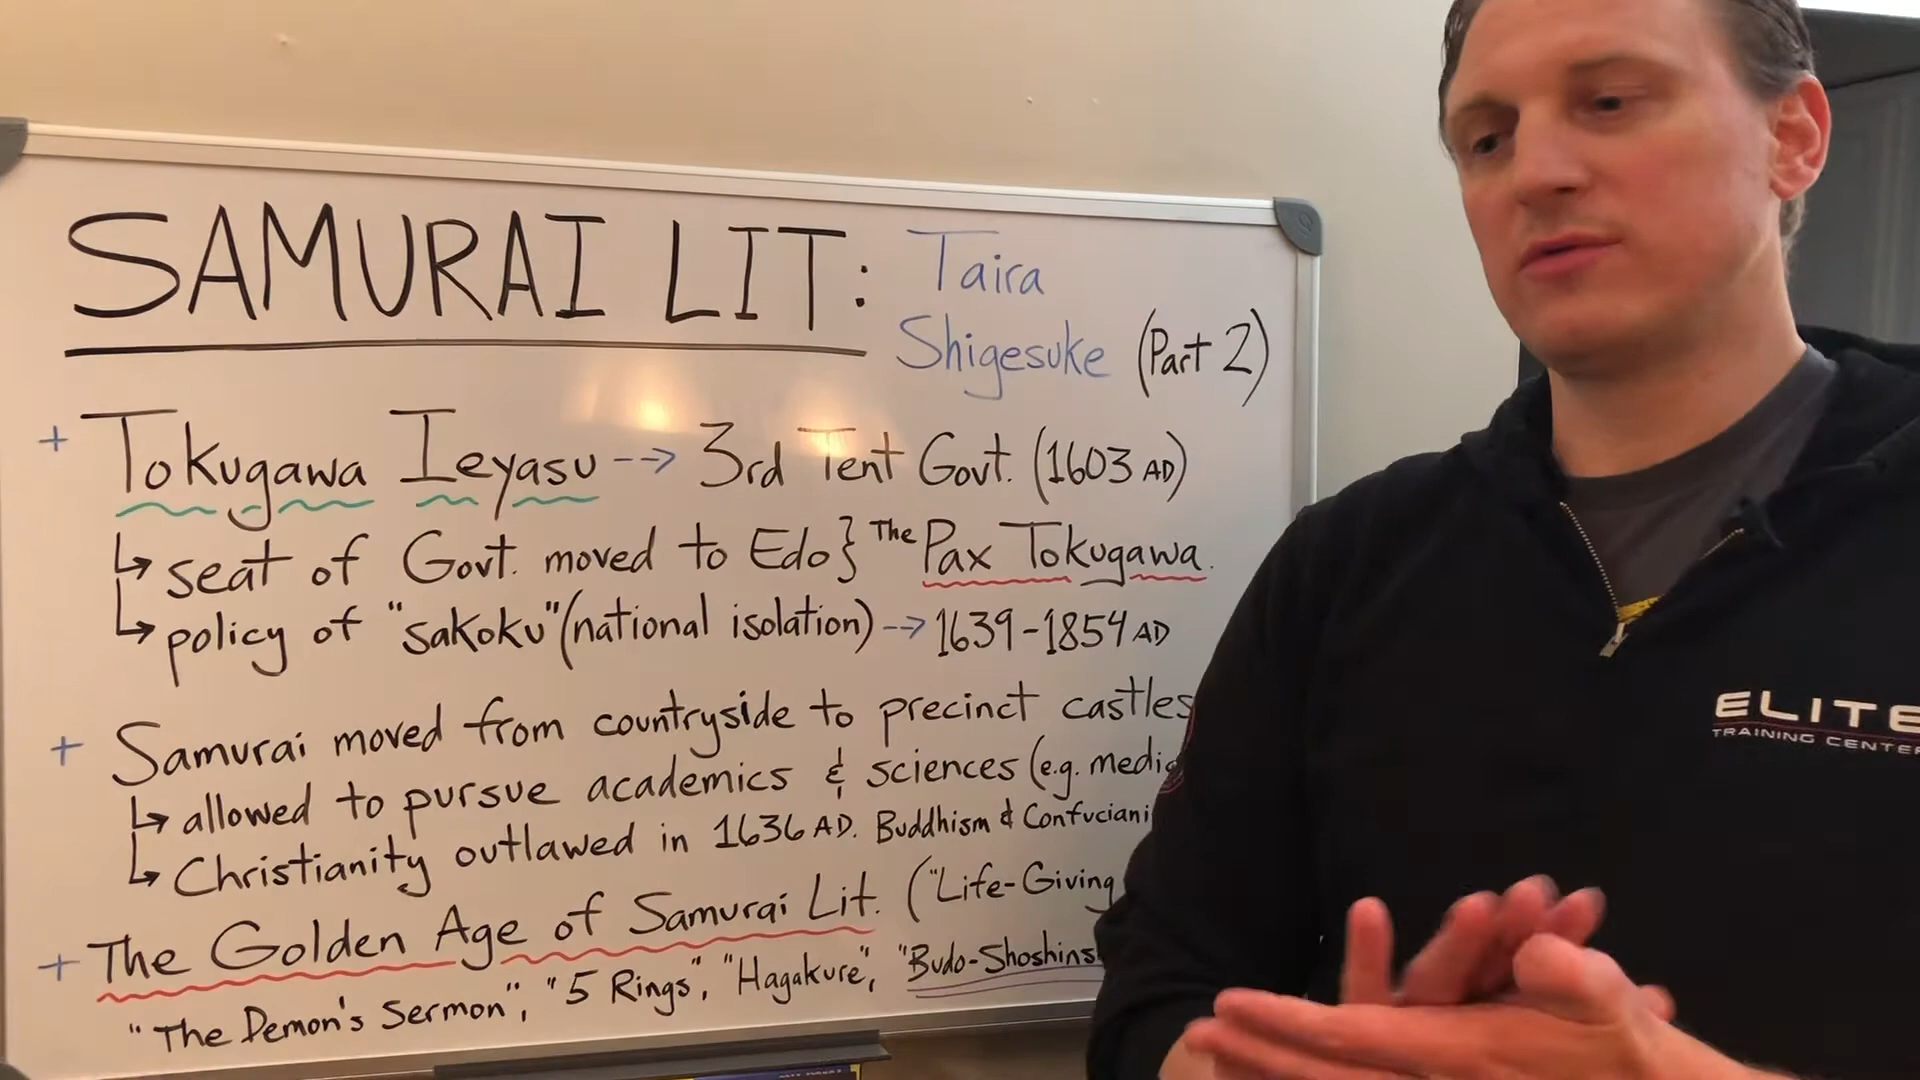 SAMURAI LIT: Taira
Shigesuke (Part 2)
+ Tokugawa Ieyasu --> 3rd Tent Govt. (1603 AD)
↳ seat of Govt. moved to Edo} The Pax Tokugawa.
↳ policy of "sakoku" (national isolation) --> 1639-1854 AD
+ Samurai moved from countryside to precinct castles
↳ allowed to pursue academics & sciences (e.g. medic
↳ Christianity outlawed in 1636 AD. Buddhism & Confuciani
+ The Golden Age of Samurai Lit. ("Life-Giving
"The Demon's Sermon", "5 Rings", "Hagakure", "Budo-Shoshins
ELITE
TRAINING CENTER